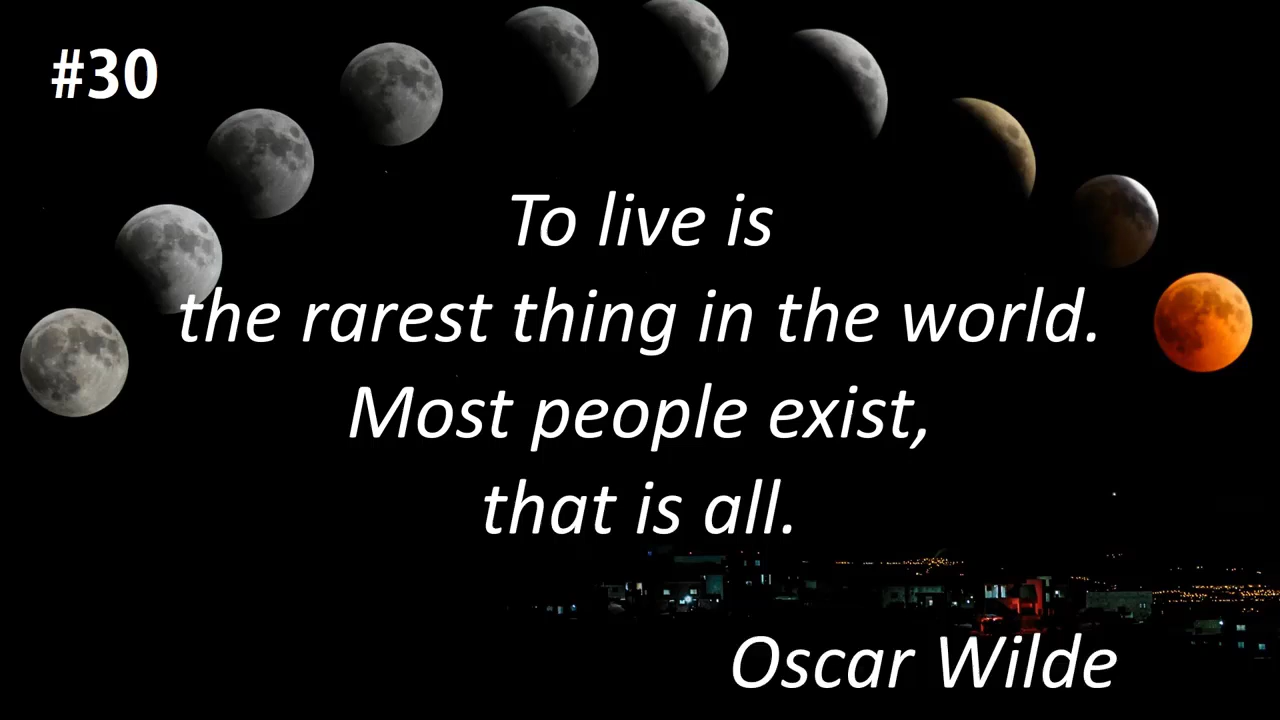 #30
To live is
the rarest thing in the world.
Most people exist,
that is all.
Oscar Wilde